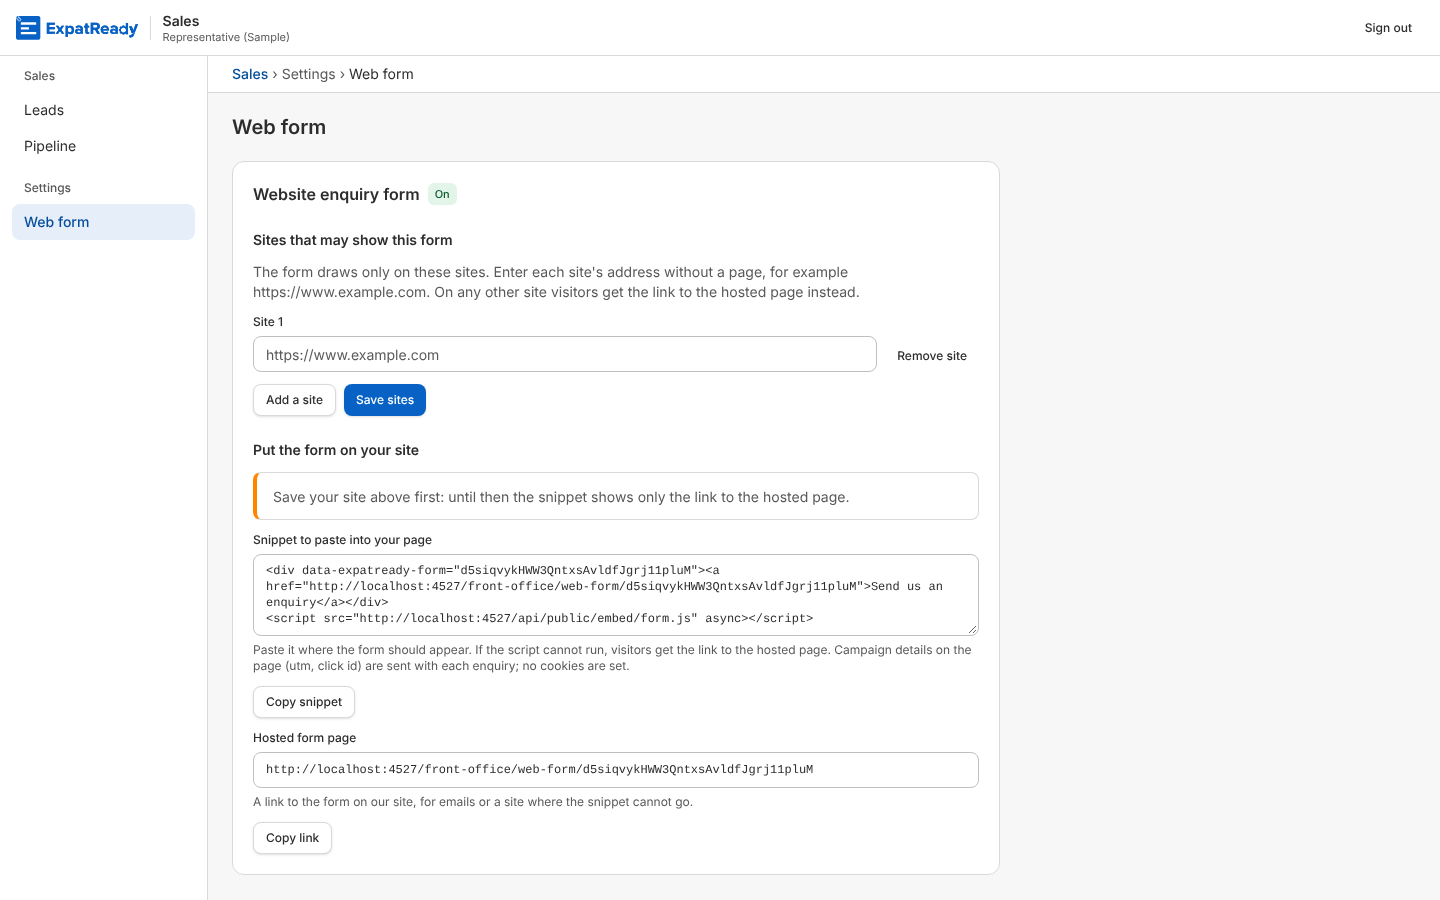 ExpatReady
Sales
Representative (Sample)
Sign out
Sales
Leads
Pipeline
Settings
Web form
Sales › Settings › Web form
Web form
Website enquiry form
On
Sites that may show this form
The form draws only on these sites. Enter each site's address without a page, for example
https://www.example.com. On any other site visitors get the link to the hosted page instead.
Site 1
https://www.example.com
Remove site
Add a site
Save sites
Put the form on your site
Save your site above first: until then the snippet shows only the link to the hosted page.
Snippet to paste into your page
<div data-expatready-form="d5siqvykHWW3QntxsAvldfJgrj11pluM"><a
href="http://localhost:4527/front-office/web-form/d5siqvykHWW3QntxsAvldfJgrj11pluM">Send us an
enquiry</a></div>
<script src="http://localhost:4527/api/public/embed/form.js" async></script>
Paste it where the form should appear. If the script cannot run, visitors get the link to the hosted page. Campaign details on the
page (utm, click id) are sent with each enquiry; no cookies are set.
Copy snippet
Hosted form page
http://localhost:4527/front-office/web-form/d5siqvykHWW3QntxsAvldfJgrj11pluM
A link to the form on our site, for emails or a site where the snippet cannot go.
Copy link